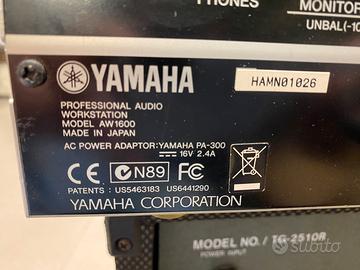 PHONES
MONITOR
UNBAL(-10
YAMAHA
HAMN01026
PROFESSIONAL AUDIO
WORKSTATION
MODEL AW1600
MADE IN JAPAN
AC POWER ADAPTOR:YAMAHA PA-300
16V 2.4A
CE N89 FC
PATENTS : US5463183 US6441290
YAMAHA CORPORATION
MODEL NO. / TG-2510R
POWER INPUT
subito